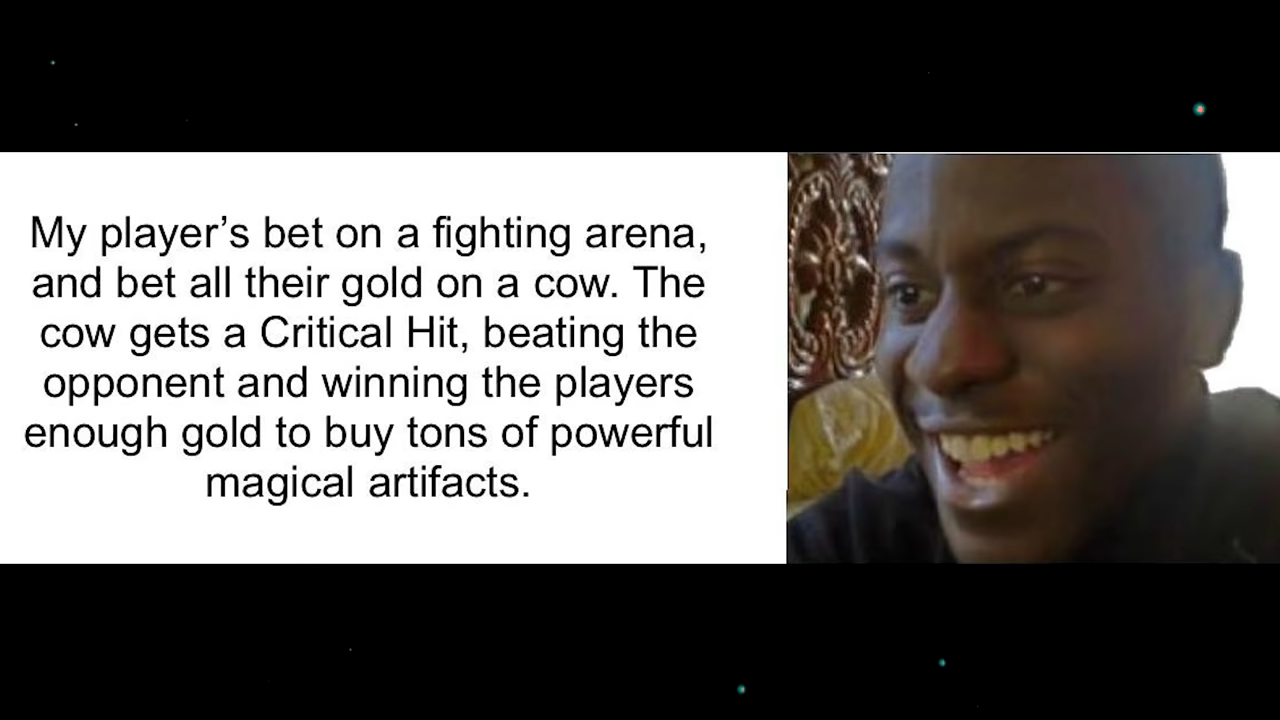 My player’s bet on a fighting arena,
and bet all their gold on a cow. The
cow gets a Critical Hit, beating the
opponent and winning the players
enough gold to buy tons of powerful
magical artifacts.